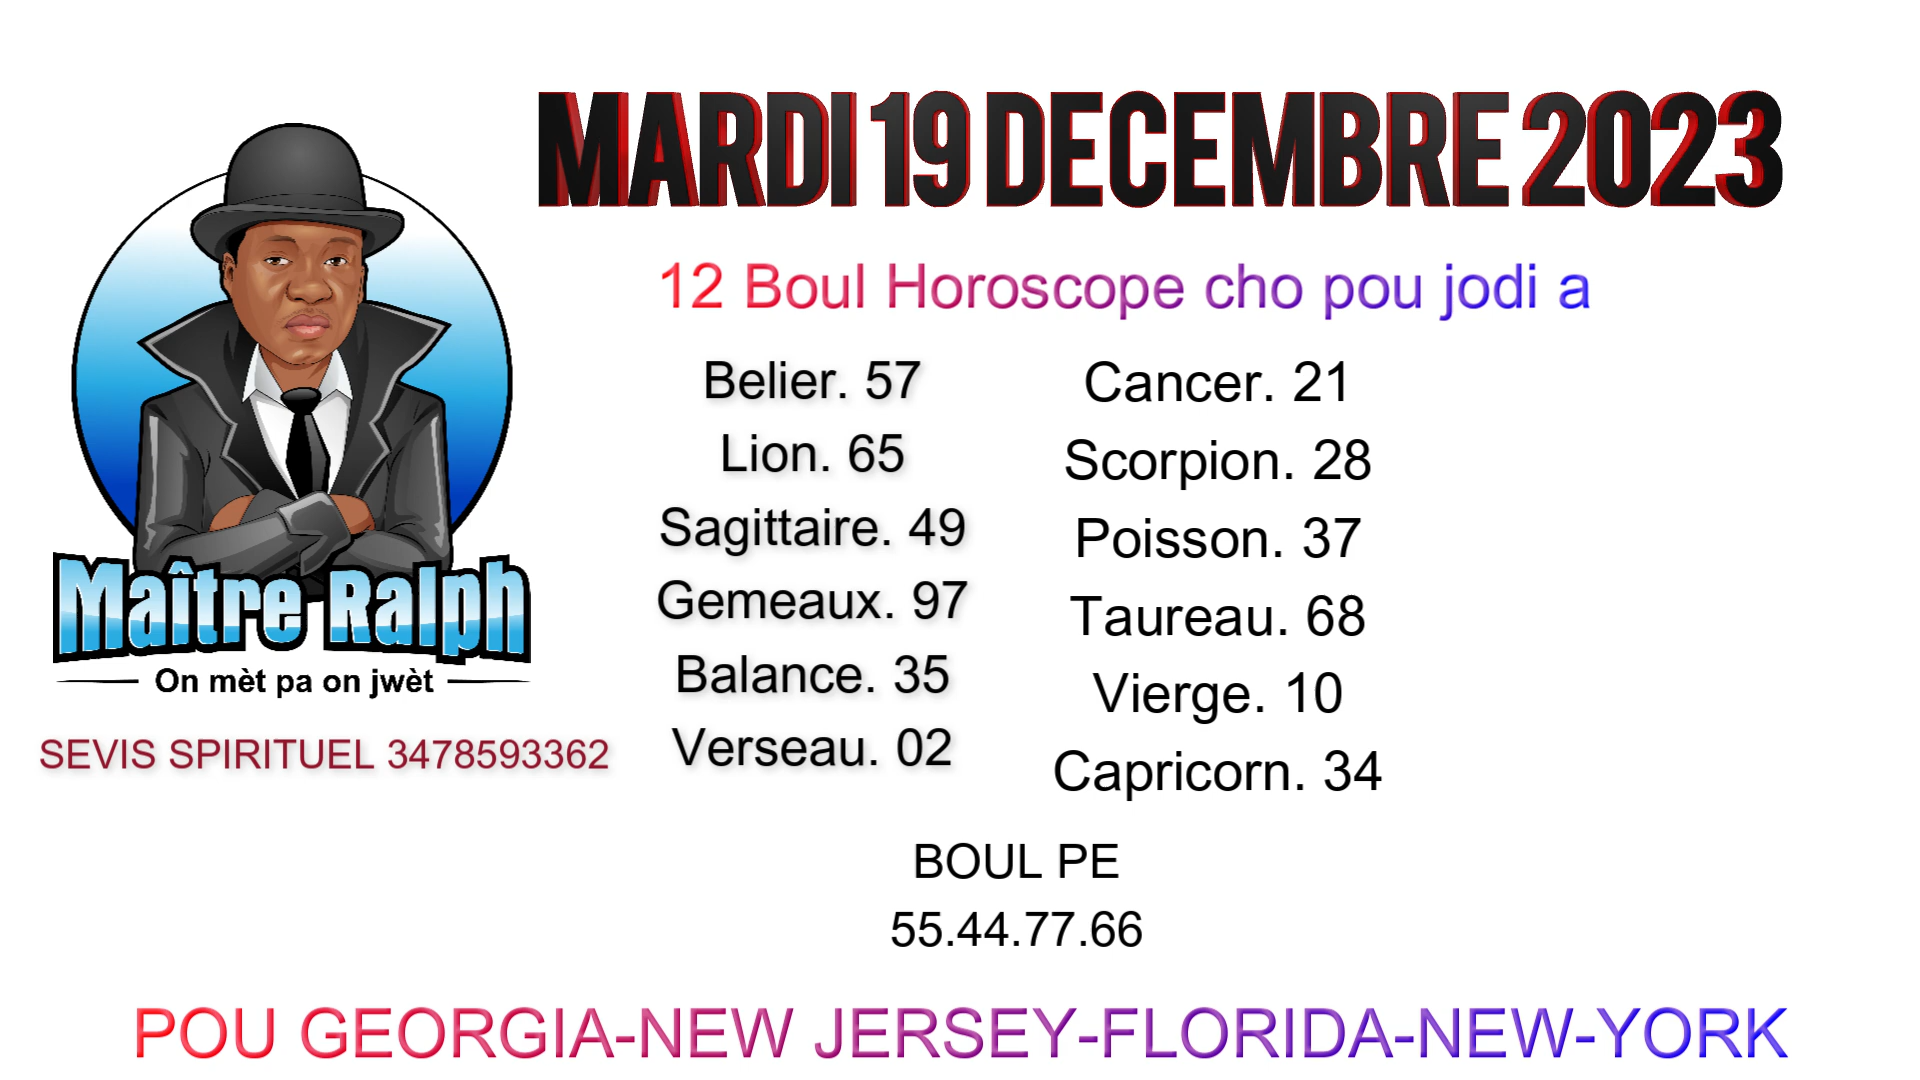 MARDI 19 DECEMBRE 2023
12 Boul Horoscope cho pou jodi a
Belier. 57
Lion. 65
Sagittaire. 49
Gemeaux. 97
Balance. 35
Verseau. 02
Cancer. 21
Scorpion. 28
Poisson. 37
Taureau. 68
Vierge. 10
Capricorn. 34
Maître Ralph
On mèt pa on jwèt
SEVIS SPIRITUEL 3478593362
BOUL PE
55.44.77.66
POU GEORGIA-NEW JERSEY-FLORIDA-NEW-YORK